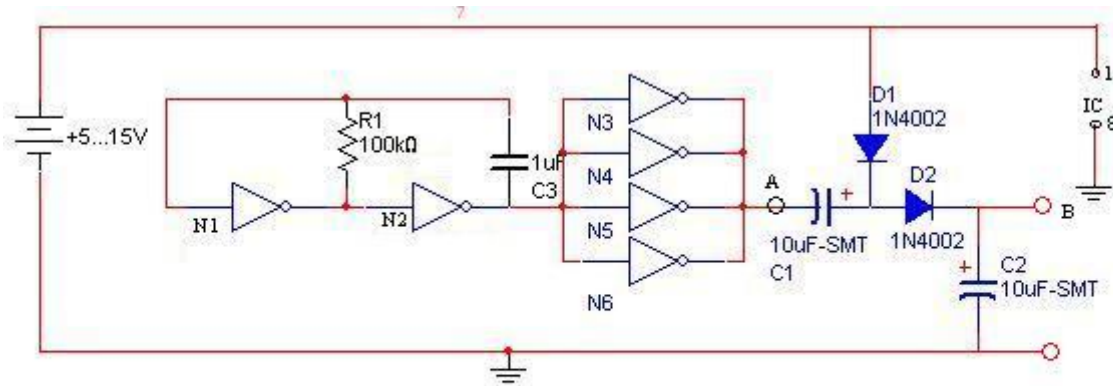 7
+5...15V
R1
100kΩ
N1
N2
1uF
C3
N3
N4
N5
N6
A
+
10uF-SMT
C1
D1
1N4002
D2
1N4002
1
IC
8
B
+
C2
10uF-SMT